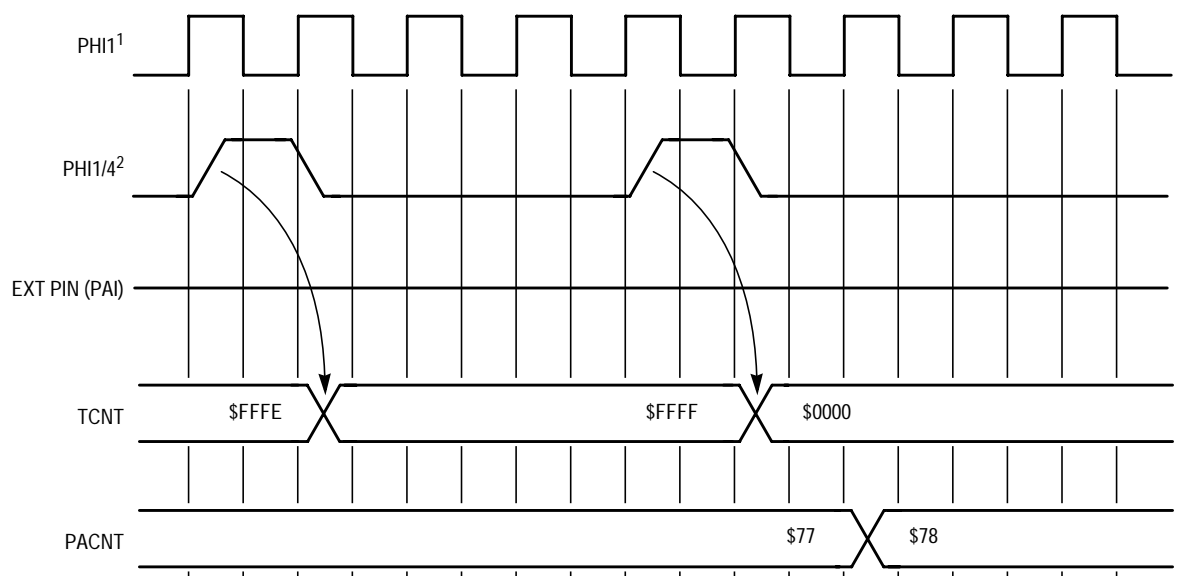 PHI1¹
PHI1/4²
EXT PIN (PAI)
TCNT
$FFFE
$FFFF
$0000
PACNT
$77
$78